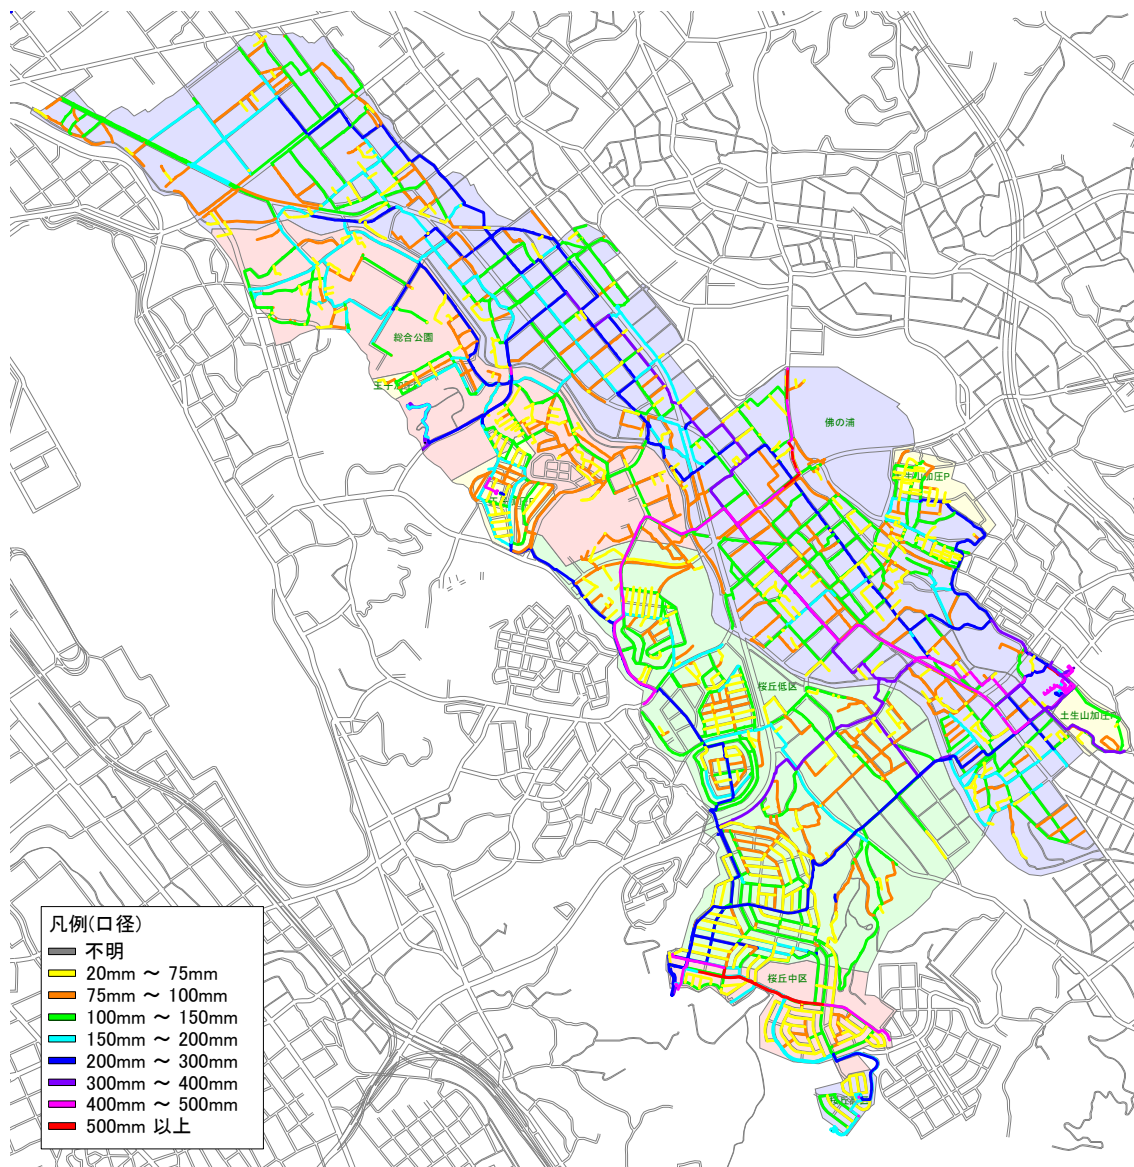 総合公園
佛の浦
桜丘低区
土生山加圧P
桜丘中区
凡例(口径)
不明
20mm ～ 75mm
75mm ～ 100mm
100mm ～ 150mm
150mm ～ 200mm
200mm ～ 300mm
300mm ～ 400mm
400mm ～ 500mm
500mm 以上